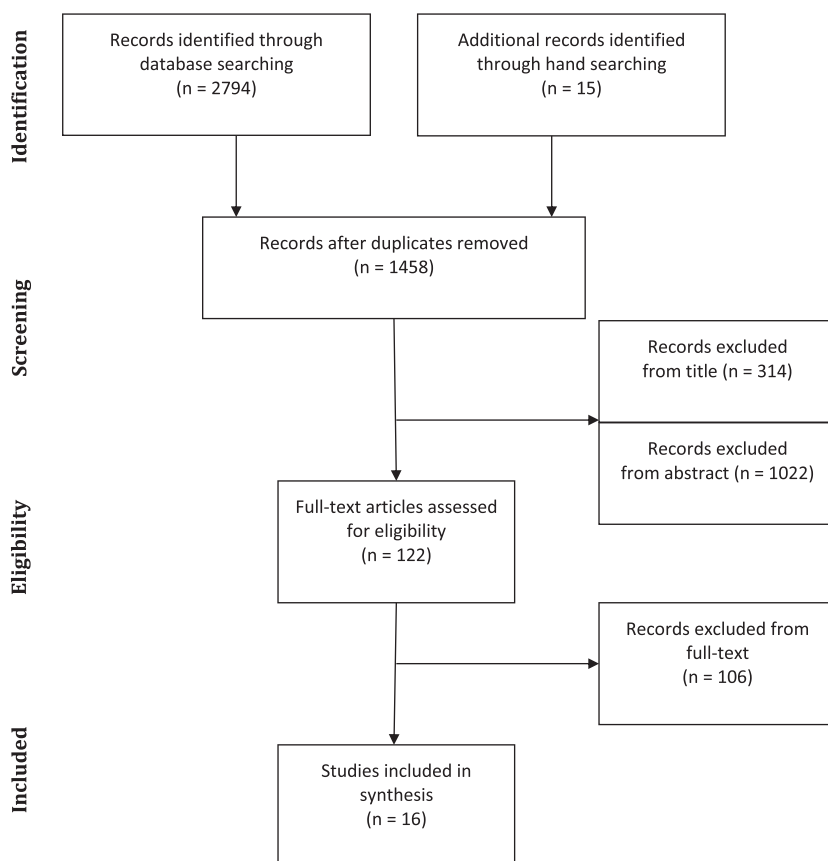 Identification
Records identified through
database searching
(n = 2794)
Additional records identified
through hand searching
(n = 15)
Screening
Records after duplicates removed
(n = 1458)
Records excluded
from title (n = 314)
Records excluded
from abstract (n = 1022)
Eligibility
Full-text articles assessed
for eligibility
(n = 122)
Records excluded from
full-text
(n = 106)
Included
Studies included in
synthesis
(n = 16)